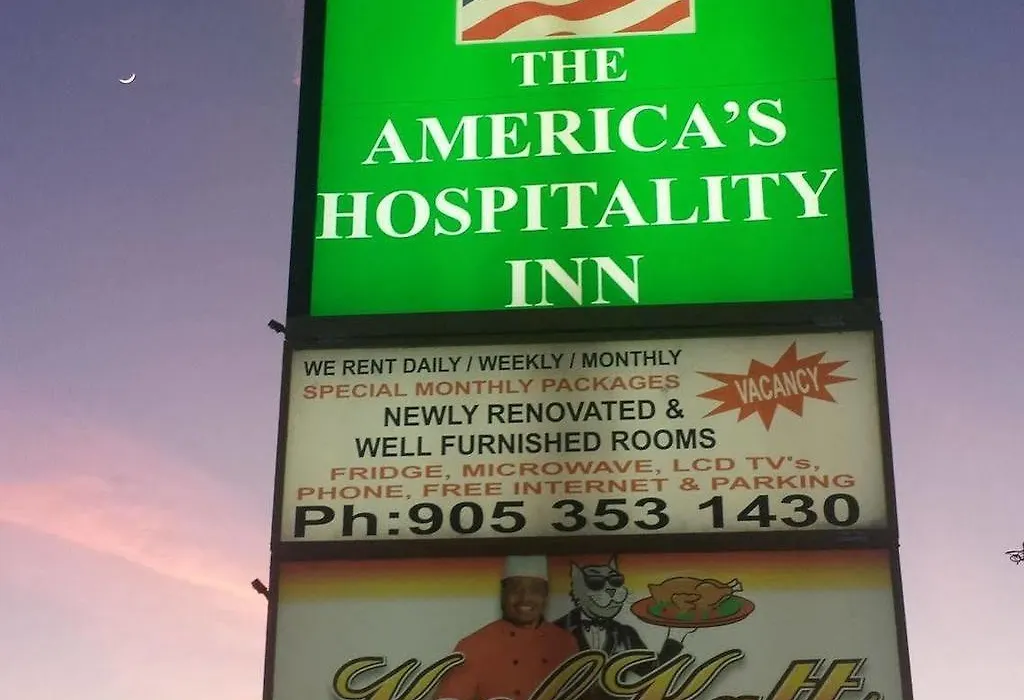 THE
AMERICA'S
HOSPITALITY
INN
WE RENT DAILY / WEEKLY / MONTHLY
SPECIAL MONTHLY PACKAGES
VACANCY
NEWLY RENOVATED &
WELL FURNISHED ROOMS
FRIDGE, MICROWAVE, LCD TV's,
PHONE, FREE INTERNET & PARKING
Ph:905 353 1430